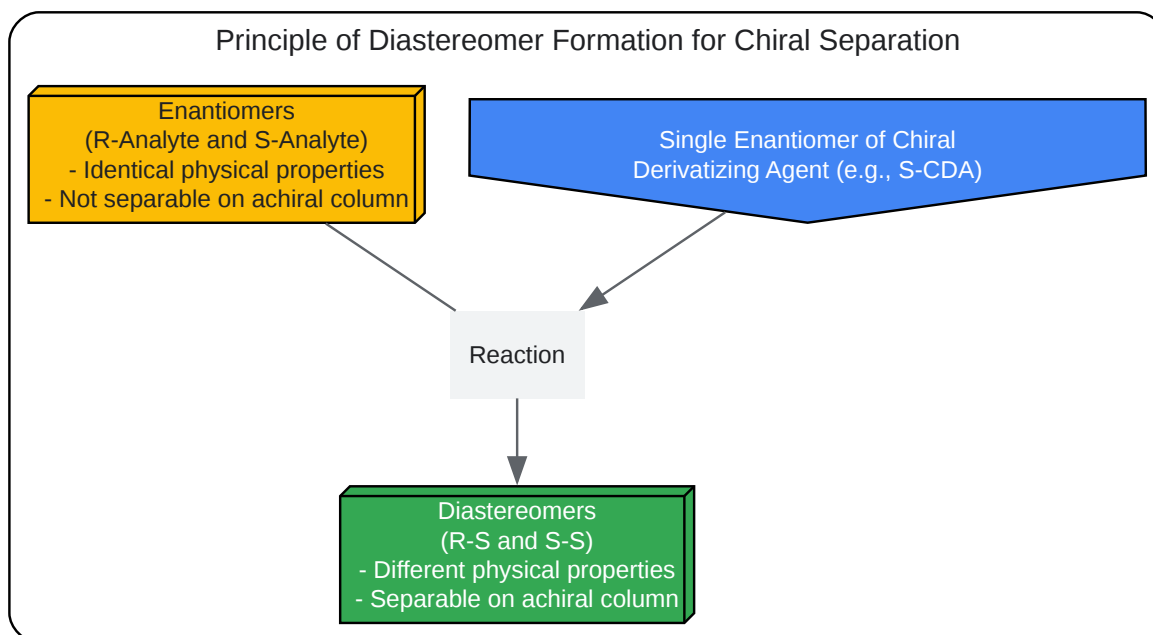 Principle of Diastereomer Formation for Chiral Separation
Enantiomers
(R-Analyte and S-Analyte)
- Identical physical properties
- Not separable on achiral column
Single Enantiomer of Chiral
Derivatizing Agent (e.g., S-CDA)
Reaction
Diastereomers
(R-S and S-S)
- Different physical properties
- Separable on achiral column